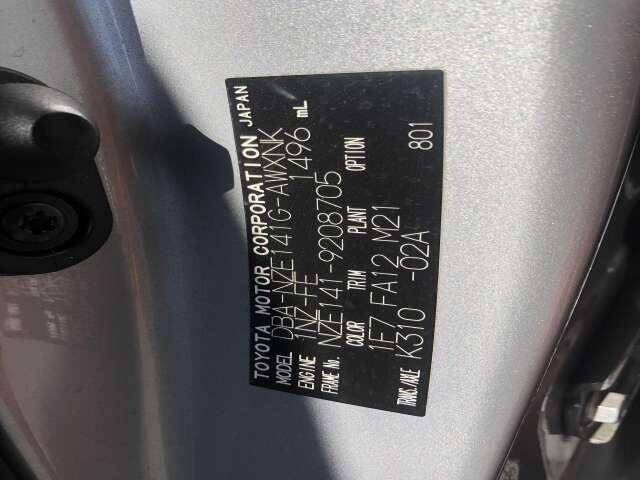 TOYOTA MOTOR CORPORATION JAPAN
MODEL DBA-NZE141G-AWXNK
ENGINE 1NZ-FE 1496 mL
FRAME No. NZE141-9208705
COLOR TRIM PLANT OPTION
1F7 FA12 M21
TRANS./AXLE K310 -02A 801